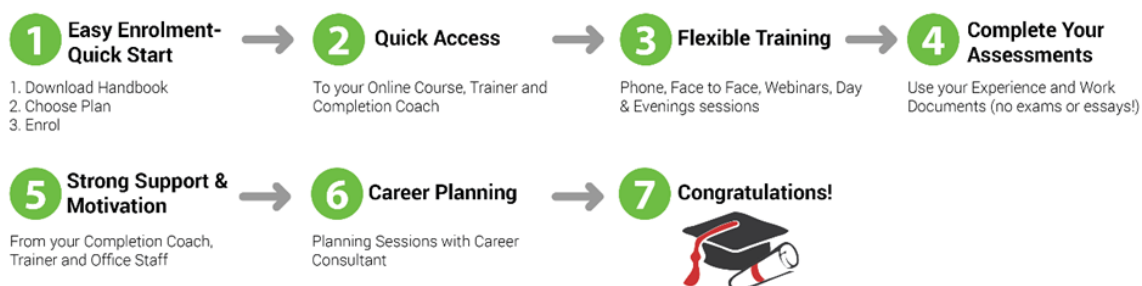 1
Easy Enrolment-
Quick Start
1. Download Handbook
2. Choose Plan
3. Enrol
2
Quick Access
To your Online Course, Trainer and
Completion Coach
3
Flexible Training
Phone, Face to Face, Webinars, Day
& Evenings sessions
4
Complete Your
Assessments
Use your Experience and Work
Documents (no exams or essays!)
5
Strong Support &
Motivation
From your Completion Coach,
Trainer and Office Staff
6
Career Planning
Planning Sessions with Career
Consultant
7
Congratulations!